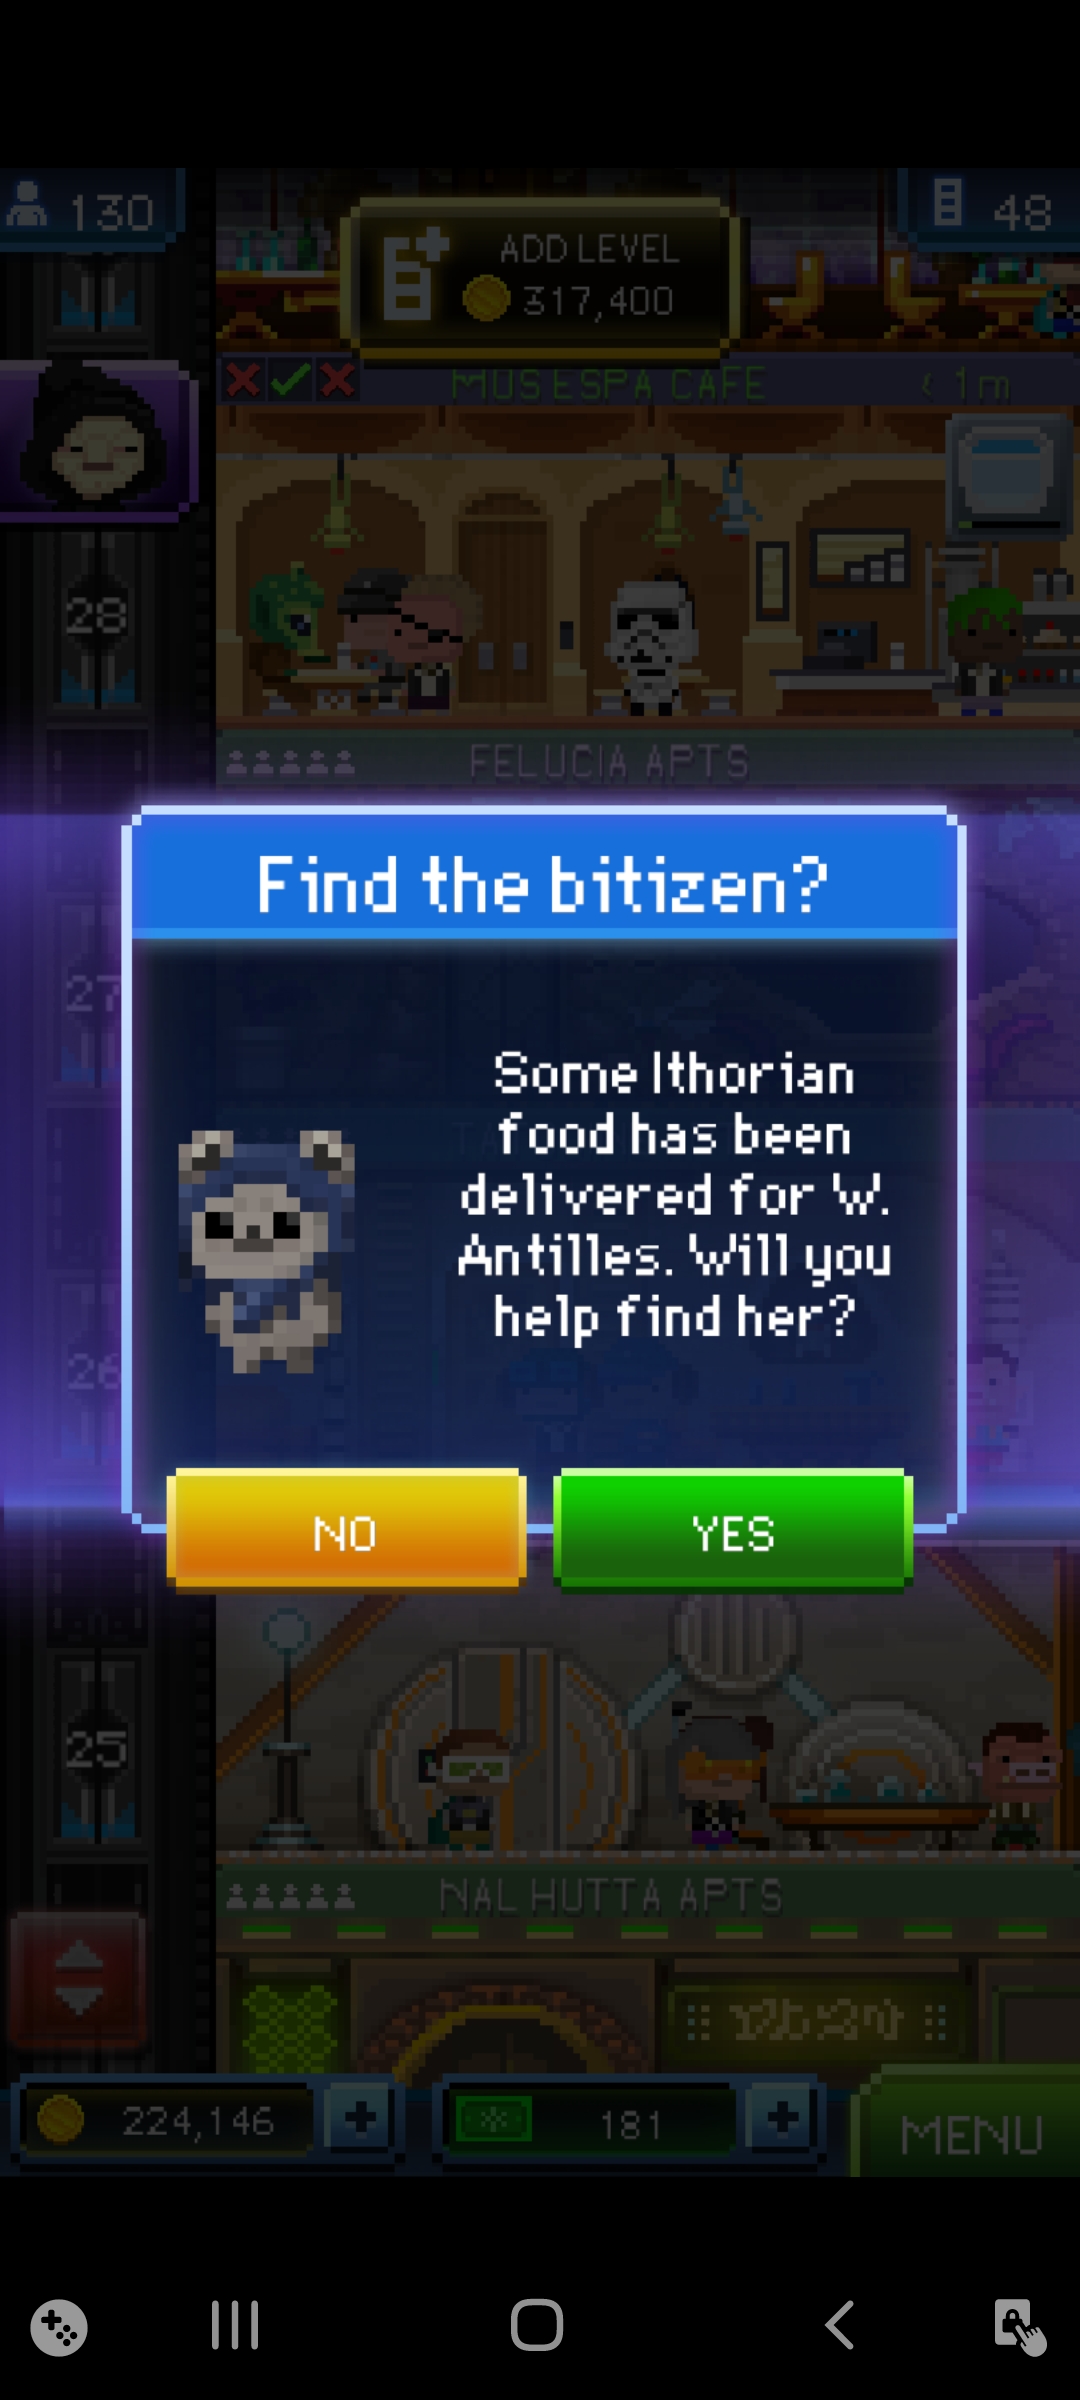 130
48
ADD LEVEL
317,400
MOS ESPA CAFE
< 1m
28
FELUCIA APTS
Find the bitizen?
27
Some Ithorian
food has been
delivered for W.
Antilles. Will you
help find her?
26
NO
YES
25
NAL HUTTA APTS
224,146
181
MENU